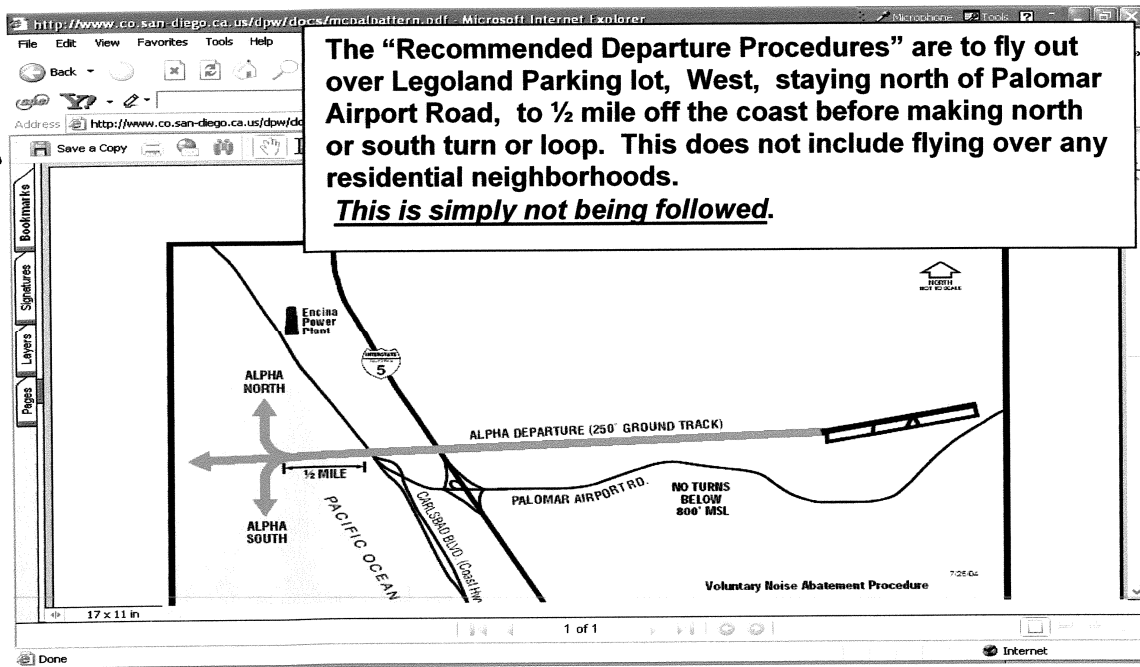 http://www.co.san-diego.ca.us/dpw/docs/mcpalpattern.pdf - Microsoft Internet Explorer
Microphone Tools
File Edit View Favorites Tools Help
Back
Address http://www.co.san-diego.ca.us/dpw/do
Save a Copy
The “Recommended Departure Procedures” are to fly out
over Legoland Parking lot, West, staying north of Palomar
Airport Road, to ½ mile off the coast before making north
or south turn or loop. This does not include flying over any
residential neighborhoods.
This is simply not being followed.
Bookmarks
Signatures
Layers
Pages
NORTH
NOT TO SCALE
Encina
Power
Plant
INTERSTATE
5
ALPHA
NORTH
ALPHA DEPARTURE (250° GROUND TRACK)
½ MILE
PALOMAR AIRPORT RD.
NO TURNS
BELOW
800' MSL
ALPHA
SOUTH
PACIFIC OCEAN
CARLSBAD BLVD (Coast Hwy
7/25/04
Voluntary Noise Abatement Procedure
17 x 11 in
1 of 1
Done
Internet